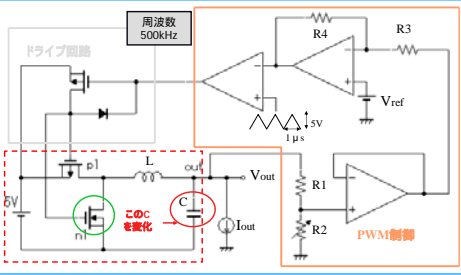 周波数
500kHz
ドライブ回路
R4
R3
Vref
5V
1μs
p1
L
out
Vout
5V
C
このC
を変化
n1
Iout
R1
R2
PWM制御